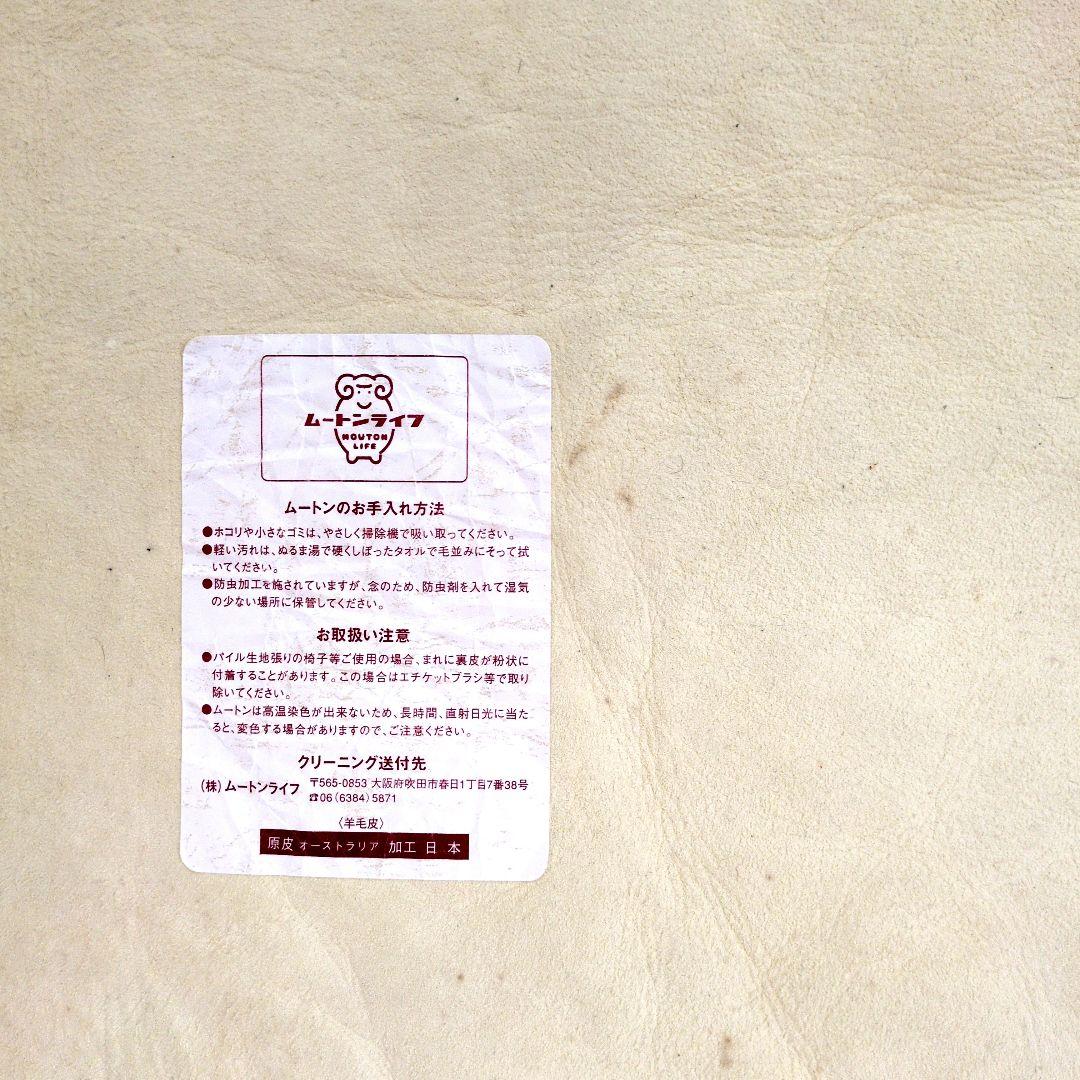 ムートンライフ
MOUTON
LIFE
ムートンのお手入れ方法
●ホコリや小さなゴミは、やさしく掃除機で吸い取ってください。
●軽い汚れは、ぬるま湯で硬くしぼったタオルで毛並みにそって拭
いてください。
●防虫加工を施されていますが、念のため、防虫剤を入れて湿気
の少ない場所に保管してください。
お取扱い注意
●パイル生地張りの椅子等ご使用の場合、まれに裏皮が粉状に
付着することがあります。この場合はエチケットブラシ等で取り
除いてください。
●ムートンは高温染色が出来ないため、長時間、直射日光に当た
ると、変色する場合がありますので、ご注意ください。
クリーニング送付先
(株)ムートンライフ 〒565-0853 大阪府吹田市春日1丁目7番38号
☎06(6384)5871
〈羊毛皮〉
原皮 オーストラリア 加工 日 本